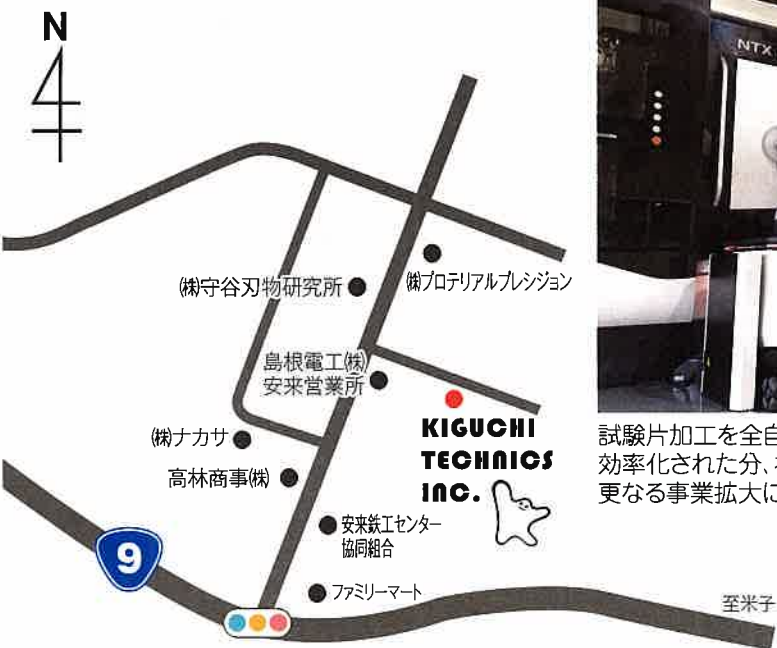 N
NTX
(株)守谷刃物研究所
(株)プロテリアルプレシジョン
島根電工(株)
安来営業所
(株)ナカサ
高林商事(株)
KIGUCHI
TECHNICS
INC.
安来鉄工センター
協同組合
ファミリーマート
9
至米子
試験片加工を全自
効率化された分、
更なる事業拡大に